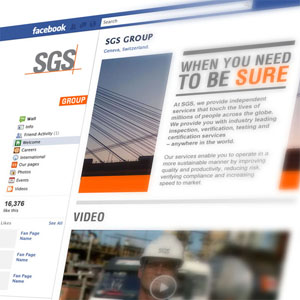 facebook
Search
SGS
GROUP
SGS GROUP
Geneva, Switzerland
WHEN YOU NEED
TO BE SURE
At SGS, we provide independent
services that touch the lives of
millions of people across the globe.
We provide you with industry leading
inspection, verification, testing and
certification services
– anywhere in the world.
Our services enable you to operate in a
more sustainable manner by improving
quality and productivity, reducing risk,
verifying compliance and increasing
speed to market.
Wall
Info
Friend Activity (1)
Welcome
Careers
International
Our pages
Photos
Events
Videos
16,376
like this
Likes
See All
Fan Page
Name
Fan Page
Name
Fan Page
Name
VIDEO
SGS